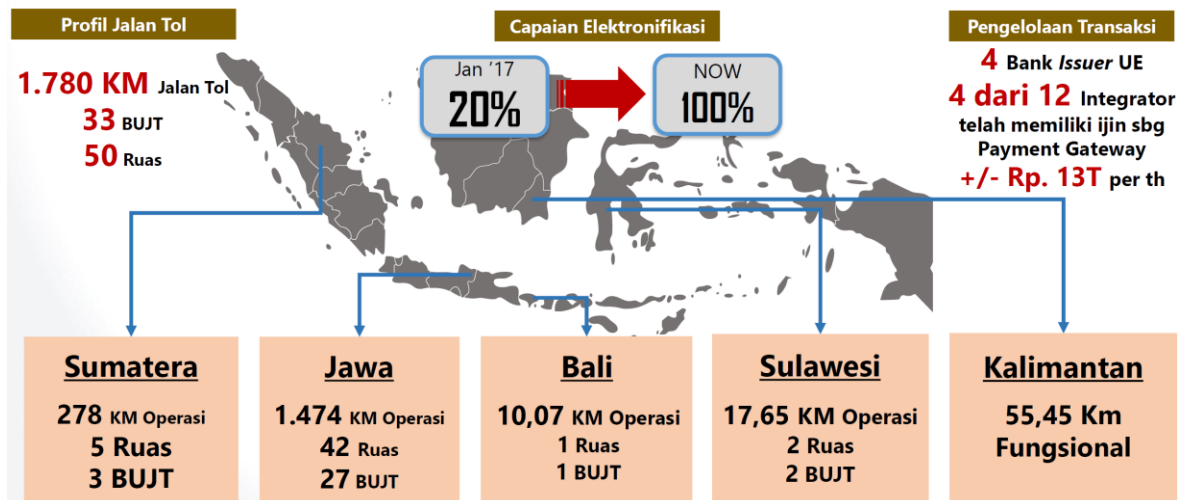 Profil Jalan Tol
1.780 KM Jalan Tol
33 BUJT
50 Ruas
Capaian Elektronifikasi
Jan '17
20%
NOW
100%
Pengelolaan Transaksi
4 Bank Issuer UE
4 dari 12 Integrator
telah memiliki ijin sbg
Payment Gateway
+/- Rp. 13T per th
Sumatera
278 KM Operasi
5 Ruas
3 BUJT
Jawa
1.474 KM Operasi
42 Ruas
27 BUJT
Bali
10,07 KM Operasi
1 Ruas
1 BUJT
Sulawesi
17,65 KM Operasi
2 Ruas
2 BUJT
Kalimantan
55,45 Km
Fungsional